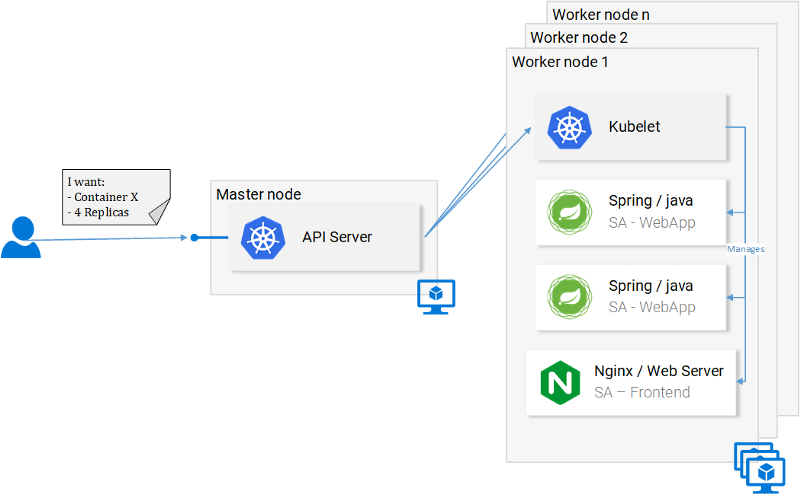 Worker node n
Worker node 2
Worker node 1
Kubelet
I want:
- Container X
- 4 Replicas
Master node
API Server
Spring / java
SA - WebApp
Manages
Spring / java
SA - WebApp
Nginx / Web Server
SA – Frontend